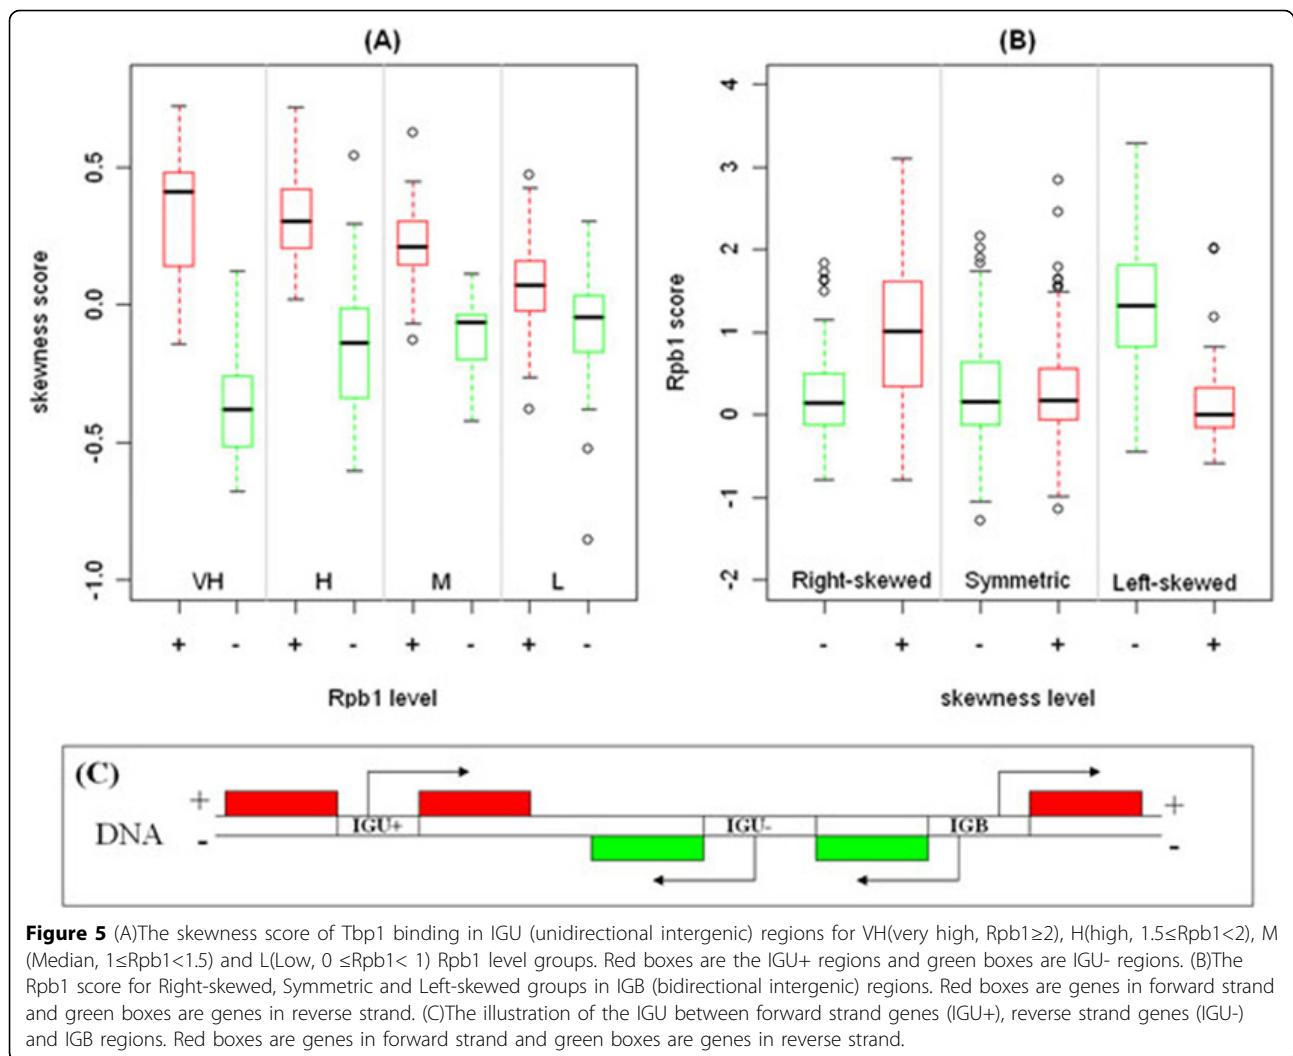 (A)
(B)
skewness score
0.5
0.0
-0.5
-1.0
VH
H
M
L
+ - + - + - + -
Rpb1 level
Rpb1 score
4
3
2
1
0
-1
-2
Right-skewed
Symmetric
Left-skewed
- + - + - +
skewness level
(C)
+ IGU+ IGU- IGB +
DNA
- -
Figure 5 (A)The skewness score of Tbp1 binding in IGU (unidirectional intergenic) regions for VH(very high, Rpb1≥2), H(high, 1.5≤Rpb1<2), M
(Median, 1≤Rpb1<1.5) and L(Low, 0 ≤Rpb1< 1) Rpb1 level groups. Red boxes are the IGU+ regions and green boxes are IGU- regions. (B)The
Rpb1 score for Right-skewed, Symmetric and Left-skewed groups in IGB (bidirectional intergenic) regions. Red boxes are genes in forward strand
and green boxes are genes in reverse strand. (C)The illustration of the IGU between forward strand genes (IGU+), reverse strand genes (IGU-)
and IGB regions. Red boxes are genes in forward strand and green boxes are genes in reverse strand.